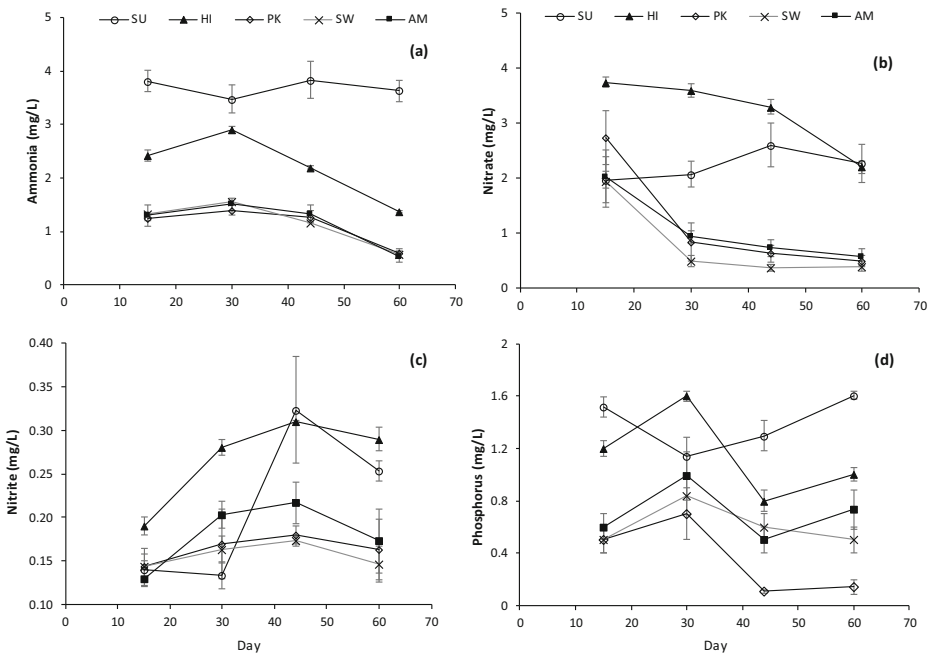 SU HI PK SW AM
(a)
Ammonia (mg/L)
5
4
3
2
1
0
0 10 20 30 40 50 60 70
SU HI PK SW AM
(b)
Nitrate (mg/L)
5
4
3
2
1
0
0 10 20 30 40 50 60 70
(c)
Nitrite (mg/L)
0.40
0.35
0.30
0.25
0.20
0.15
0.10
0 10 20 30 40 50 60 70
Day
(d)
Phosphorus (mg/L)
2
1.6
1.2
0.8
0.4
0
0 10 20 30 40 50 60 70
Day